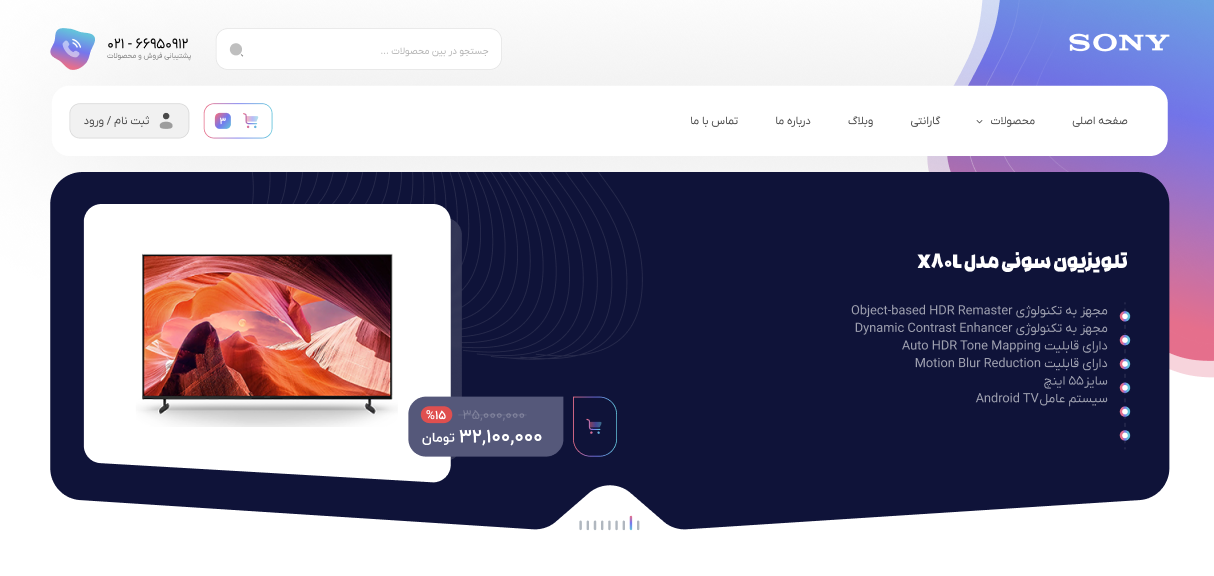 SONY
جستجو در بین محصولات ...
۰۲۱ - ۶۶۹۵۰۹۱۲
پشتیبانی فروش و محصولات
صفحه اصلی
محصولات
گارانتی
وبلاگ
درباره ما
تماس با ما
۳
ثبت نام / ورود
تلویزیون سونی مدل X۸۰L
مجهز به تکنولوژی Object-based HDR Remaster
مجهز به تکنولوژی Dynamic Contrast Enhancer
دارای قابلیت Auto HDR Tone Mapping
دارای قابلیت Motion Blur Reduction
سایز ۵۵ اینچ
سیستم عامل Android TV
۳۵,۰۰۰,۰۰۰
%۱۵
۳۲,۱۰۰,۰۰۰ تومان